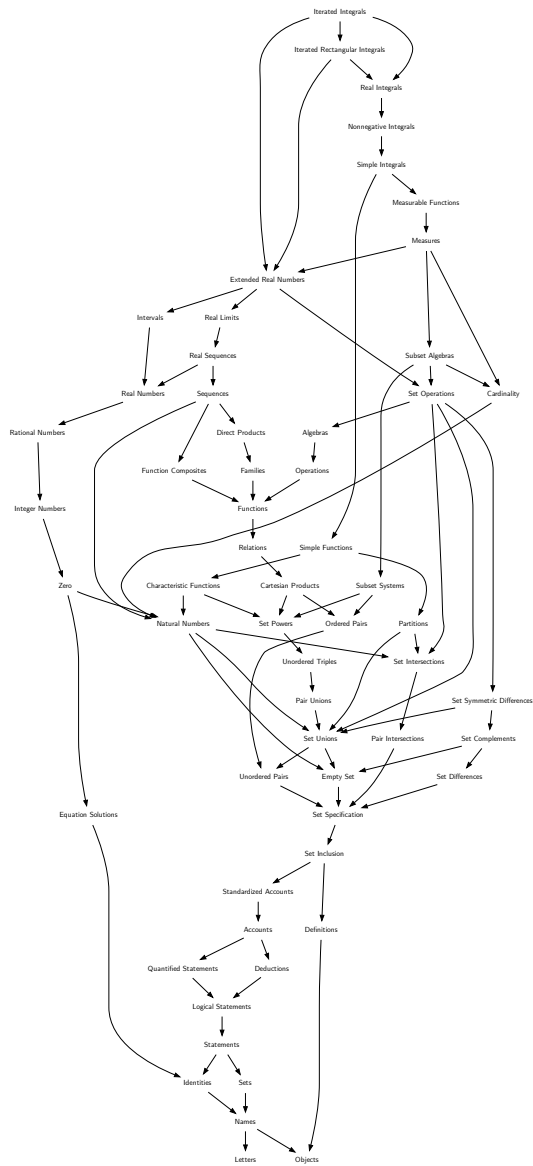 Iterated Integrals
Iterated Rectangular Integrals
Real Integrals
Nonnegative Integrals
Simple Integrals
Measurable Functions
Measures
Extended Real Numbers
Intervals
Real Limits
Real Sequences
Subset Algebras
Real Numbers
Sequences
Set Operations
Cardinality
Rational Numbers
Direct Products
Algebras
Function Composites
Families
Operations
Integer Numbers
Functions
Relations
Simple Functions
Zero
Characteristic Functions
Cartesian Products
Subset Systems
Natural Numbers
Set Powers
Ordered Pairs
Partitions
Unordered Triples
Set Intersections
Pair Unions
Set Symmetric Differences
Set Unions
Pair Intersections
Set Complements
Unordered Pairs
Empty Set
Set Differences
Equation Solutions
Set Specification
Set Inclusion
Standardized Accounts
Accounts
Definitions
Quantified Statements
Deductions
Logical Statements
Statements
Identities
Sets
Names
Letters
Objects